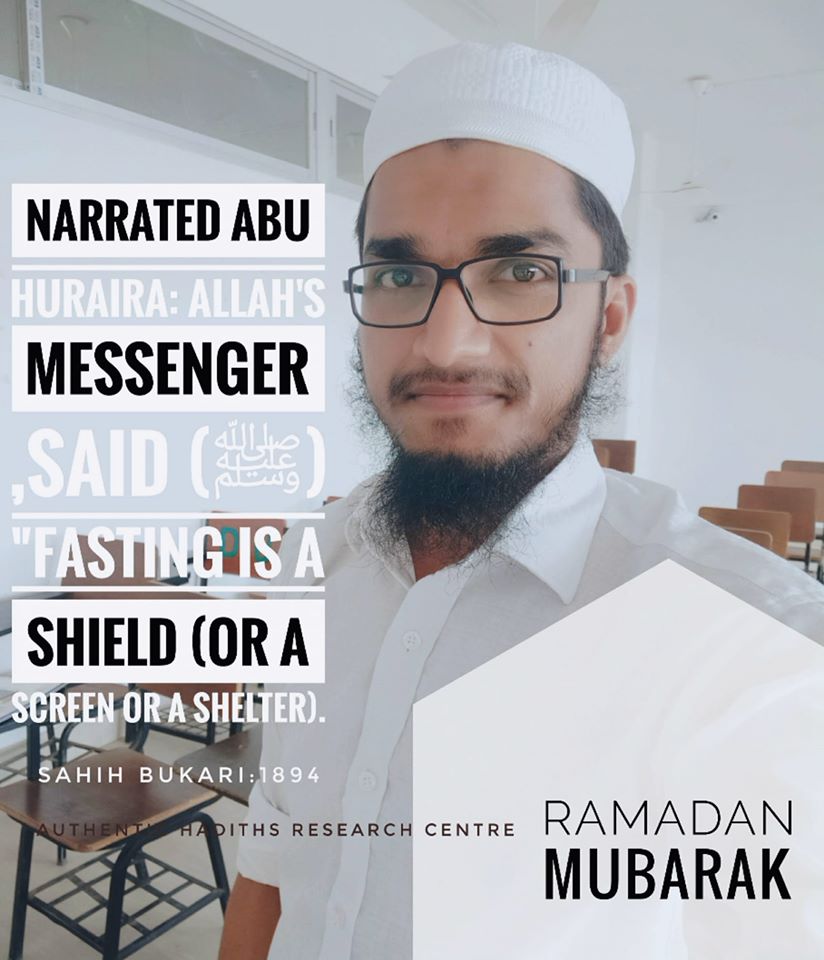 NARRATED ABU
HURAIRA: ALLAH'S
MESSENGER
,SAID (ﷺ)
"FASTING IS A
SHIELD (OR A
SCREEN OR A SHELTER).
SAHIH BUKARI:1894
AUTHENTIC HADITHS RESEARCH CENTRE
RAMADAN
MUBARAK